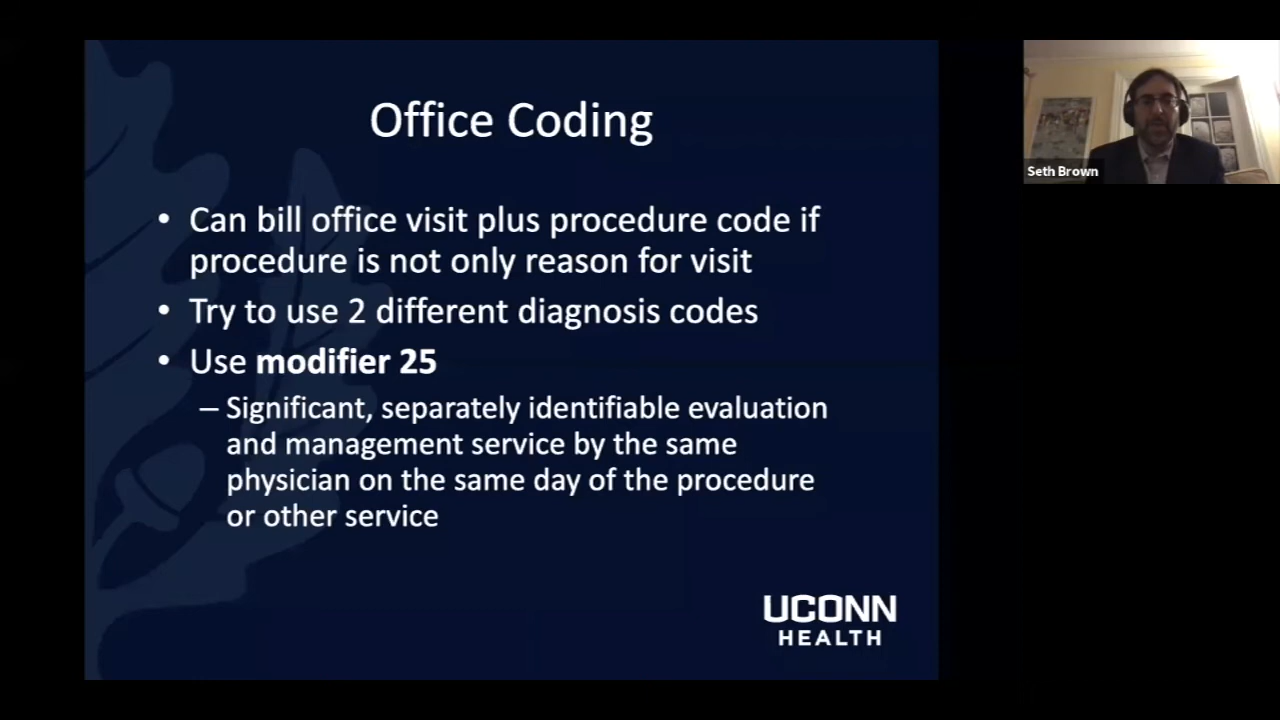 Office Coding
• Can bill office visit plus procedure code if
procedure is not only reason for visit
• Try to use 2 different diagnosis codes
• Use modifier 25
– Significant, separately identifiable evaluation
and management service by the same
physician on the same day of the procedure
or other service
UCONN
HEALTH
Seth Brown